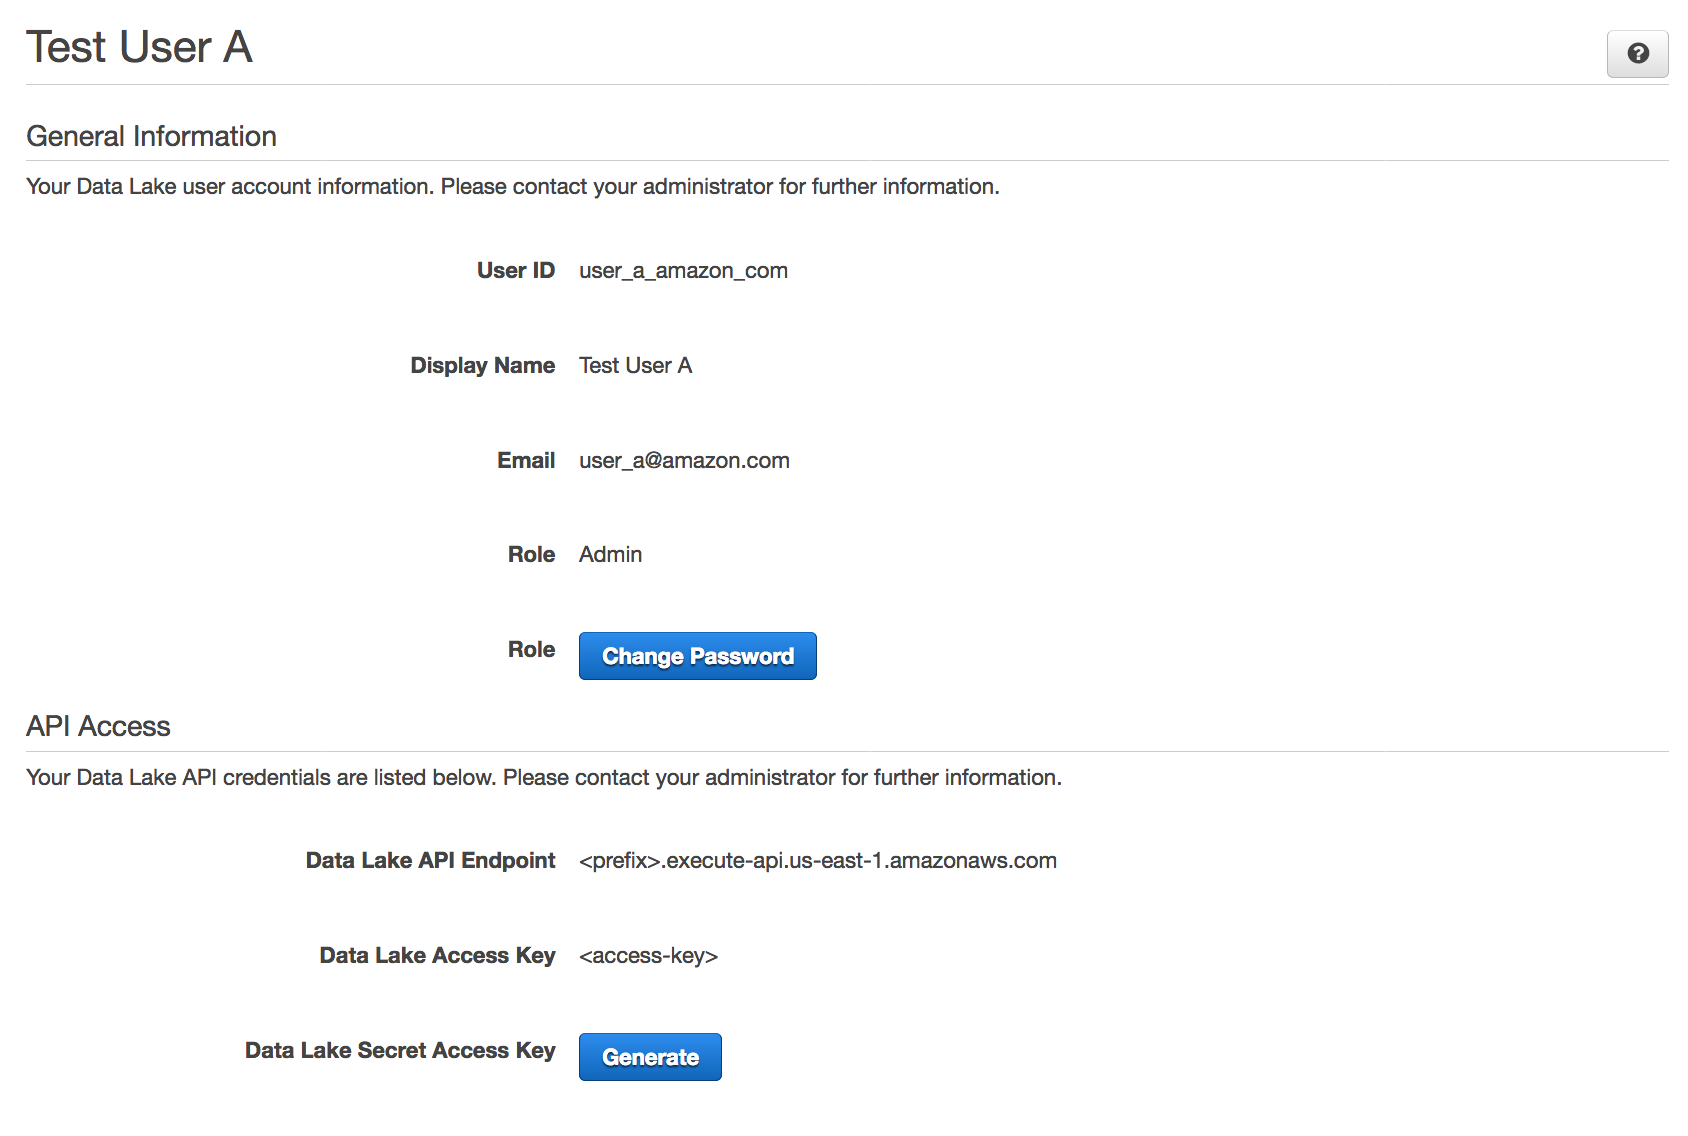 Test User A
?
General Information
Your Data Lake user account information. Please contact your administrator for further information.
User ID user_a_amazon_com
Display Name Test User A
Email user_a@amazon.com
Role Admin
Role Change Password
API Access
Your Data Lake API credentials are listed below. Please contact your administrator for further information.
Data Lake API Endpoint <prefix>.execute-api.us-east-1.amazonaws.com
Data Lake Access Key <access-key>
Data Lake Secret Access Key Generate